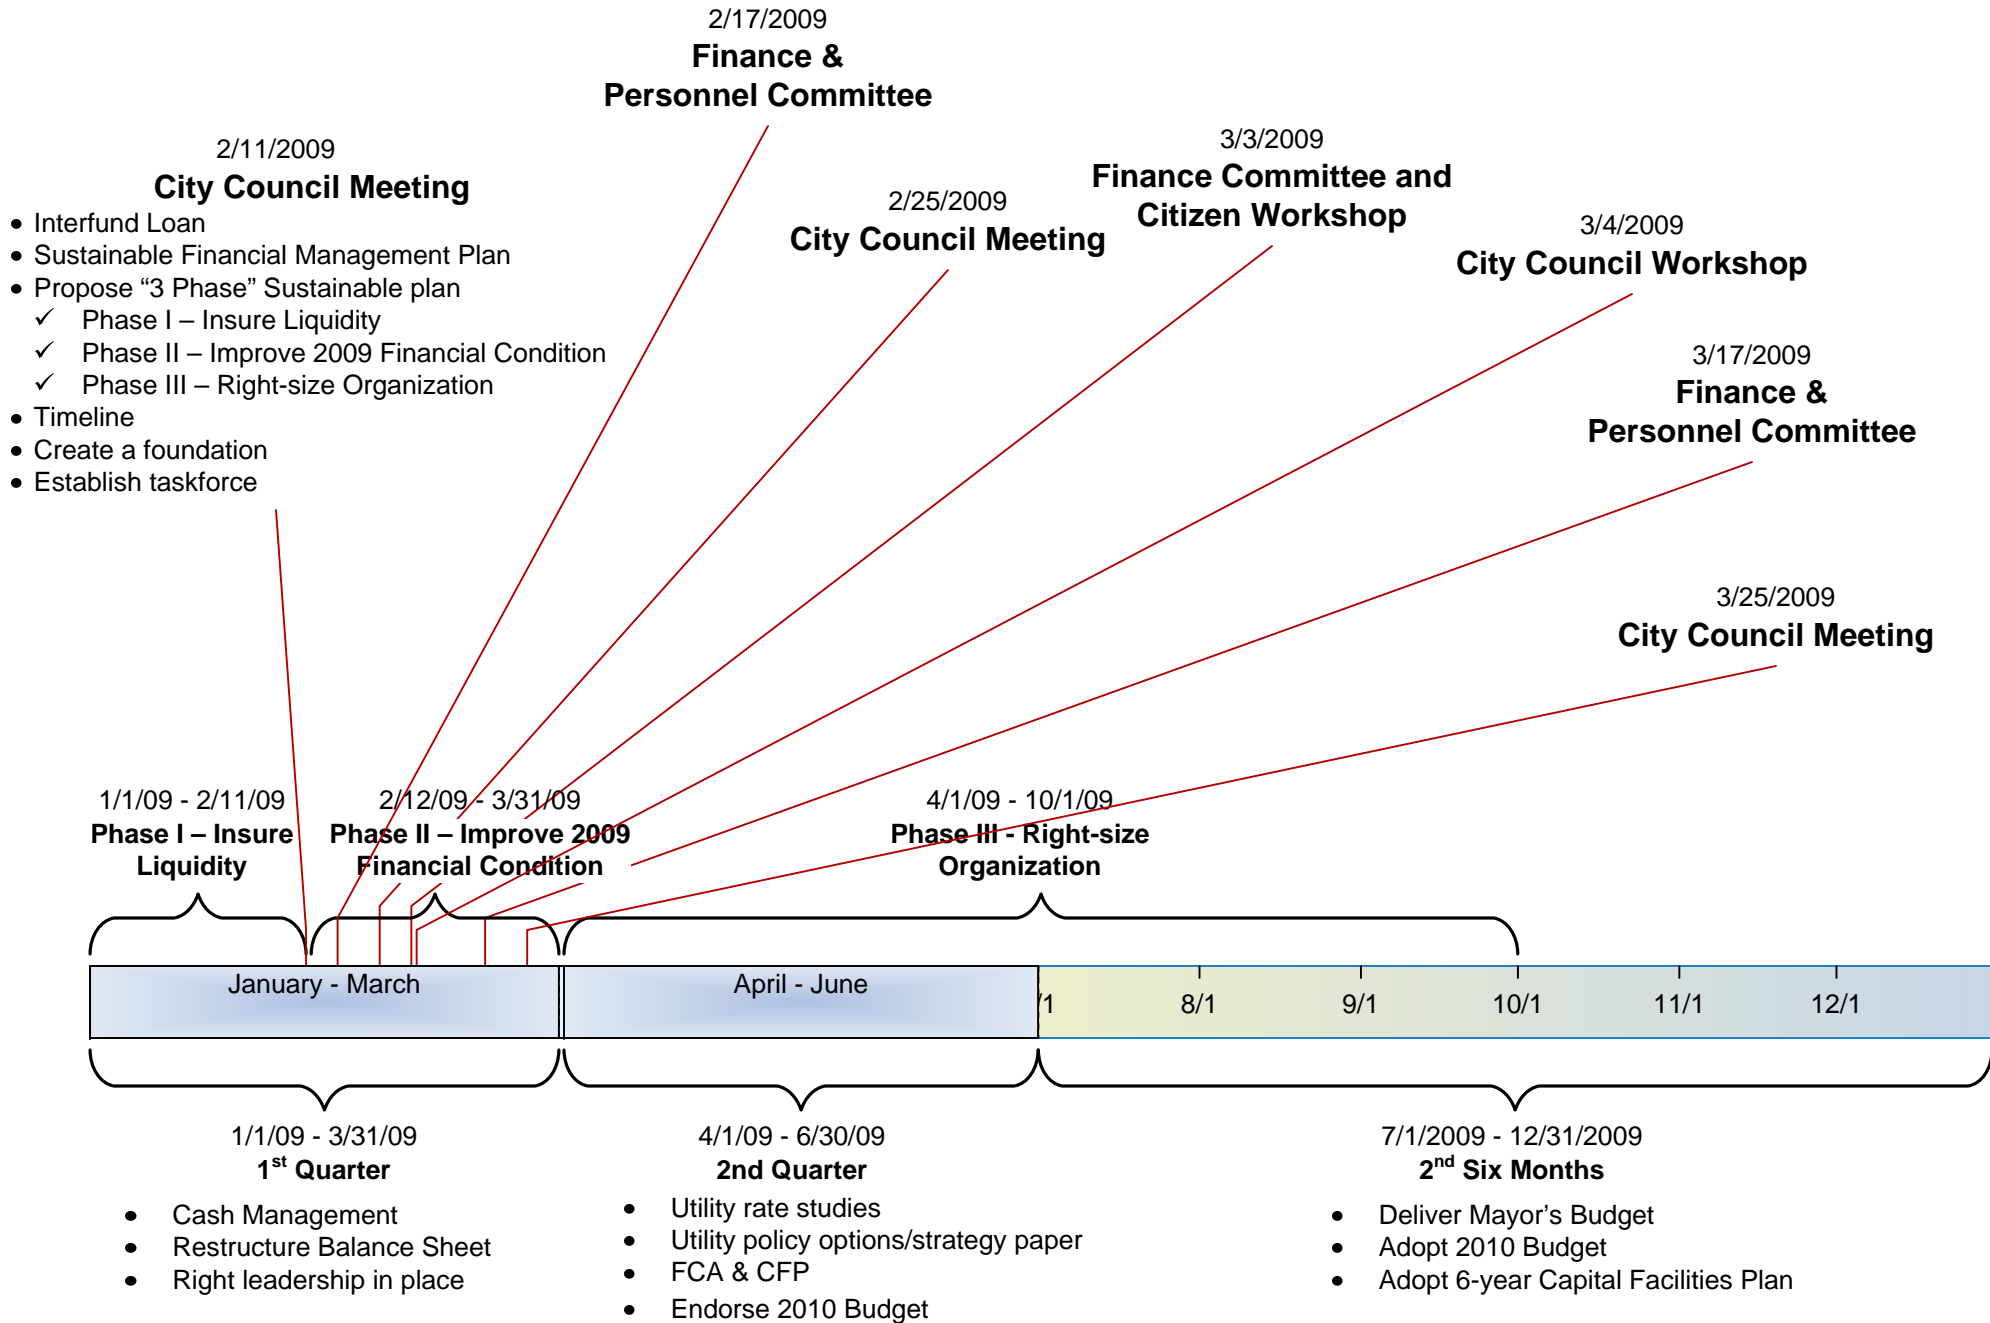 2/17/2009
Finance &
Personnel Committee
2/11/2009
City Council Meeting
• Interfund Loan
• Sustainable Financial Management Plan
• Propose “3 Phase” Sustainable plan
✓ Phase I – Insure Liquidity
✓ Phase II – Improve 2009 Financial Condition
✓ Phase III – Right-size Organization
• Timeline
• Create a foundation
• Establish taskforce
2/25/2009
City Council Meeting
3/3/2009
Finance Committee and
Citizen Workshop
3/4/2009
City Council Workshop
3/17/2009
Finance &
Personnel Committee
3/25/2009
City Council Meeting
1/1/09 - 2/11/09
Phase I – Insure
Liquidity
2/12/09 - 3/31/09
Phase II – Improve 2009
Financial Condition
4/1/09 - 10/1/09
Phase III - Right-size
Organization
January - March
April - June
/1
8/1
9/1
10/1
11/1
12/1
1/1/09 - 3/31/09
1st Quarter
• Cash Management
• Restructure Balance Sheet
• Right leadership in place
4/1/09 - 6/30/09
2nd Quarter
• Utility rate studies
• Utility policy options/strategy paper
• FCA & CFP
• Endorse 2010 Budget
7/1/2009 - 12/31/2009
2nd Six Months
• Deliver Mayor’s Budget
• Adopt 2010 Budget
• Adopt 6-year Capital Facilities Plan